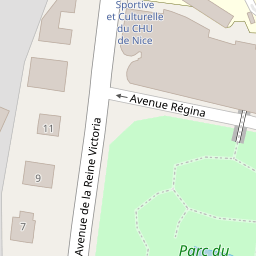 Sportive
et Culturelle
du CHU
de Nice
← Avenue Régina
11
Avenue de la Reine Victoria
9
7
Parc du